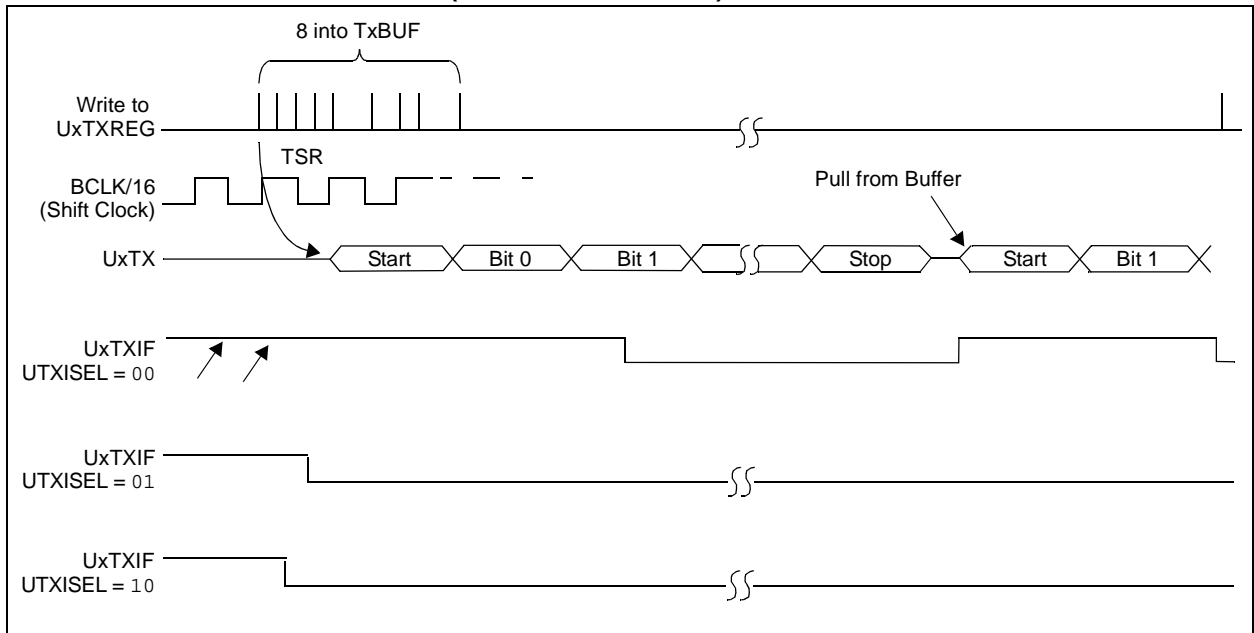 8 into TxBUF
Write to
UxTXREG
TSR
BCLK/16
(Shift Clock)
Pull from Buffer
UxTX
Start
Bit 0
Bit 1
Stop
Start
Bit 1
UxTXIF
UTXISEL = 00
UxTXIF
UTXISEL = 01
UxTXIF
UTXISEL = 10